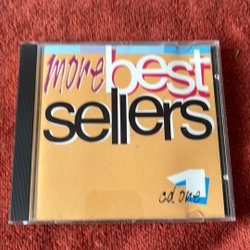 more best
sellers
cd one
1